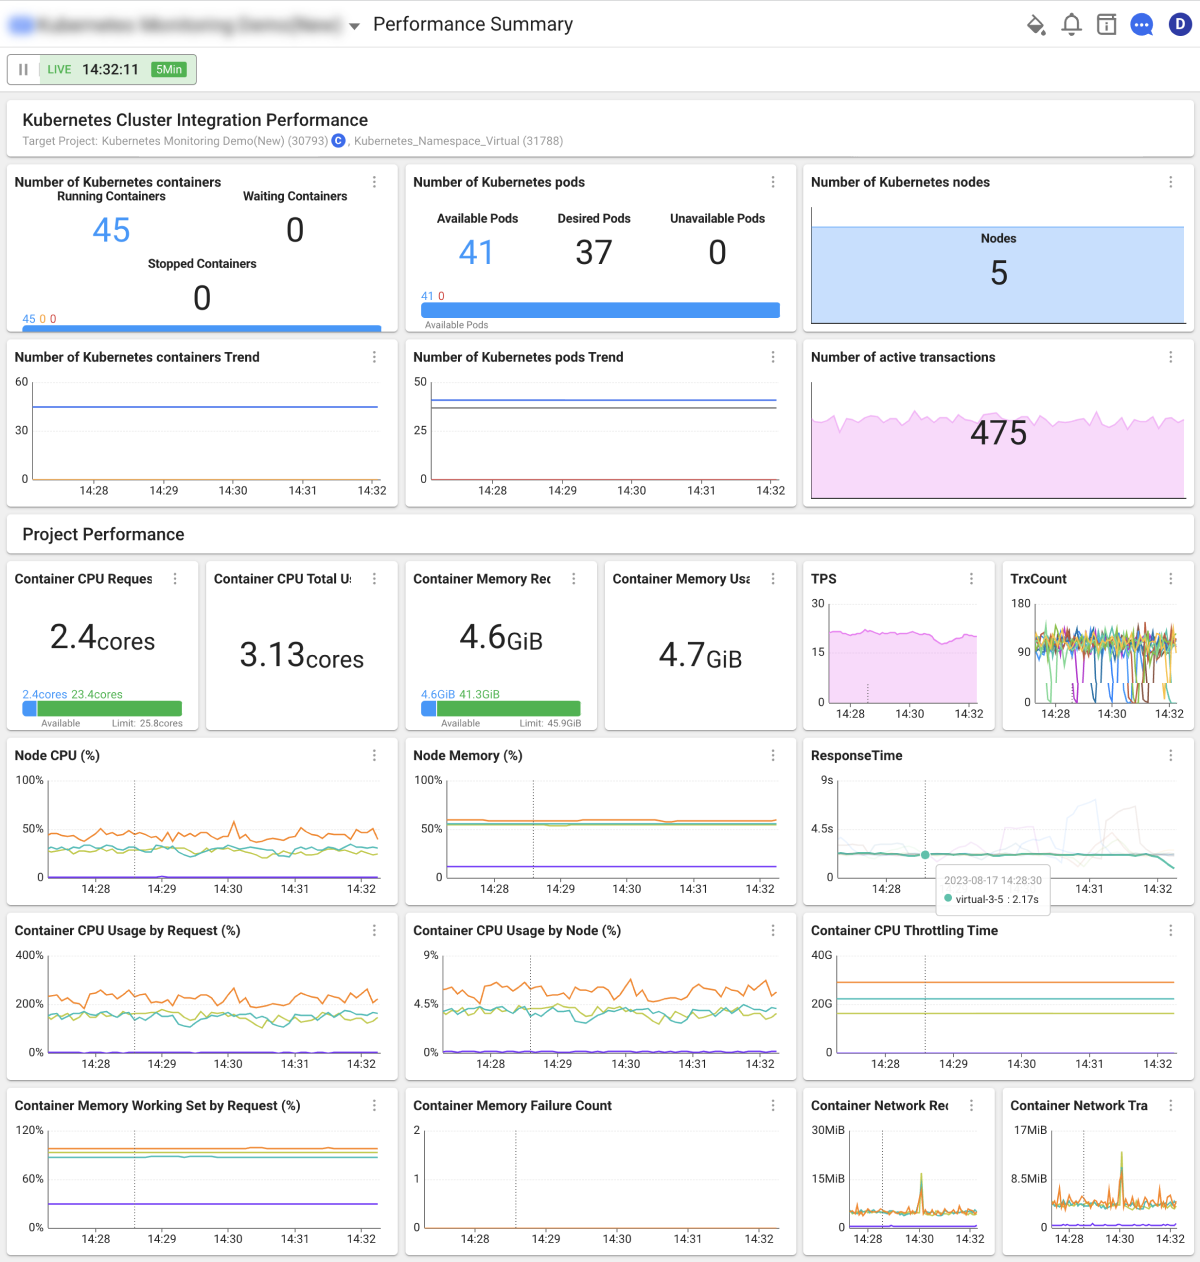 Performance Summary
D
LIVE 14:32:11 5Min
Kubernetes Cluster Integration Performance
Target Project: Kubernetes Monitoring Demo(New) (30793) C , Kubernetes_Namespace_Virtual (31788)
Number of Kubernetes containers
Running Containers
45
Waiting Containers
0
Stopped Containers
0
45 0 0
Number of Kubernetes pods
Available Pods
41
Desired Pods
37
Unavailable Pods
0
41 0
Available Pods
Number of Kubernetes nodes
Nodes
5
Number of Kubernetes containers Trend
60
30
0
14:28 14:29 14:30 14:31 14:32
Number of Kubernetes pods Trend
50
25
0
14:28 14:29 14:30 14:31 14:32
Number of active transactions
475
Project Performance
Container CPU Reques
2.4cores
2.4cores 23.4cores
Available Limit: 25.8cores
Container CPU Total U
3.13cores
Container Memory Rec
4.6GiB
4.6GiB 41.3GiB
Available Limit: 45.9GiB
Container Memory Usa
4.7GiB
TPS
30
15
0
14:28 14:30 14:32
TrxCount
180
90
0
14:28 14:30 14:32
Node CPU (%)
100%
50%
0
14:28 14:29 14:30 14:31 14:32
Node Memory (%)
100%
50%
0
14:28 14:29 14:30 14:31 14:32
ResponseTime
9s
4.5s
0
14:28 14:31 14:32
2023-08-17 14:28:30
virtual-3-5 : 2.17s
Container CPU Usage by Request (%)
400%
200%
0%
14:28 14:29 14:30 14:31 14:32
Container CPU Usage by Node (%)
9%
4.5%
0%
14:28 14:29 14:30 14:31 14:32
Container CPU Throttling Time
40G
20G
0
14:28 14:29 14:30 14:31 14:32
Container Memory Working Set by Request (%)
120%
60%
0%
14:28 14:29 14:30 14:31 14:32
Container Memory Failure Count
2
1
0
14:28 14:29 14:30 14:31 14:32
Container Network Rec
30MiB
15MiB
0
14:28 14:30 14:32
Container Network Tra
17MiB
8.5MiB
0
14:28 14:30 14:32